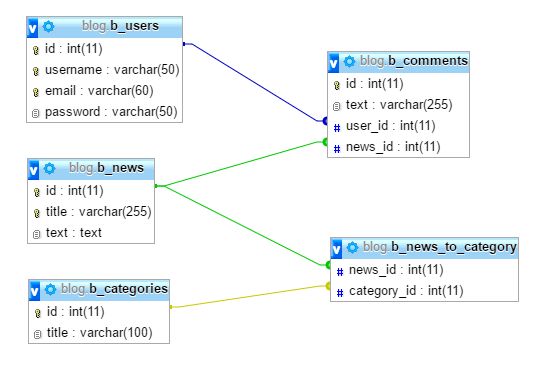 blog.b_users
id : int(11)
username : varchar(50)
email : varchar(60)
password : varchar(50)
blog.b_comments
id : int(11)
text : varchar(255)
# user_id : int(11)
# news_id : int(11)
blog.b_news
id : int(11)
title : varchar(255)
text : text
blog.b_news_to_category
# news_id : int(11)
# category_id : int(11)
blog.b_categories
id : int(11)
title : varchar(100)